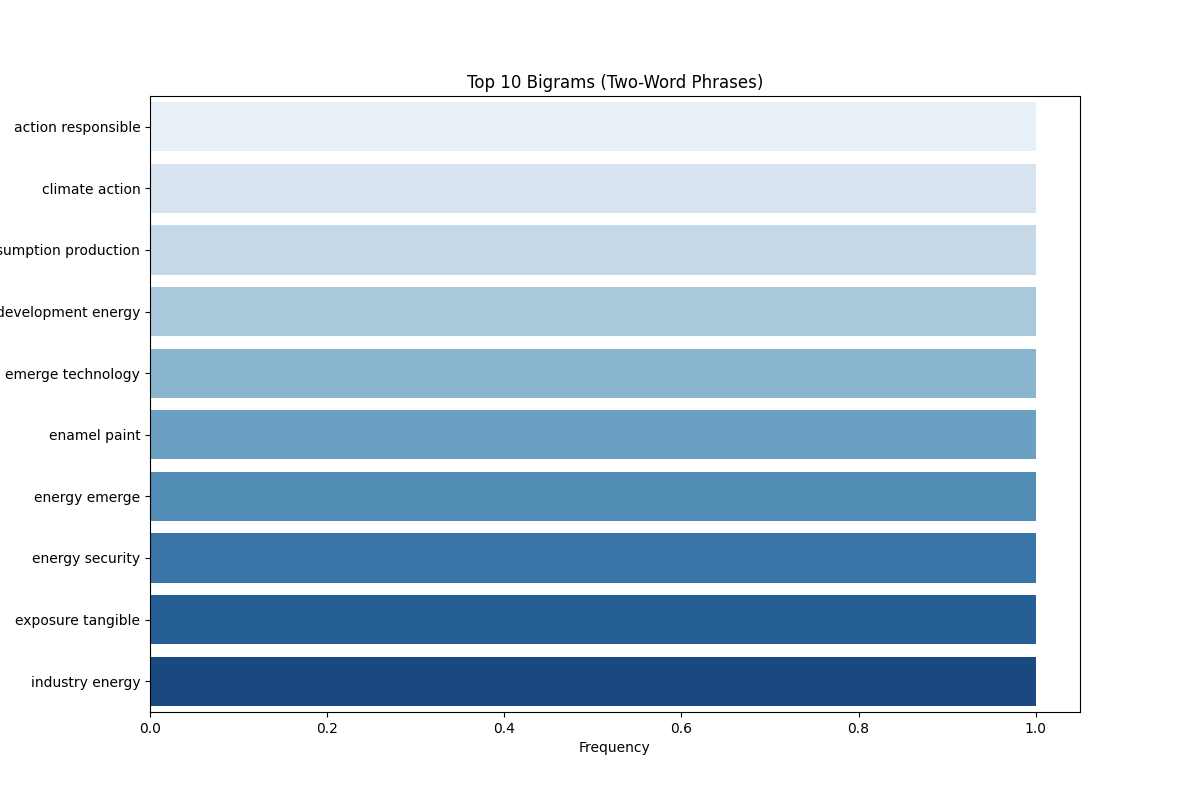 Top 10 Bigrams (Two-Word Phrases)
action responsible
climate action
sumption production
development energy
emerge technology
enamel paint
energy emerge
energy security
exposure tangible
industry energy
0.0 0.2 0.4 0.6 0.8 1.0
Frequency